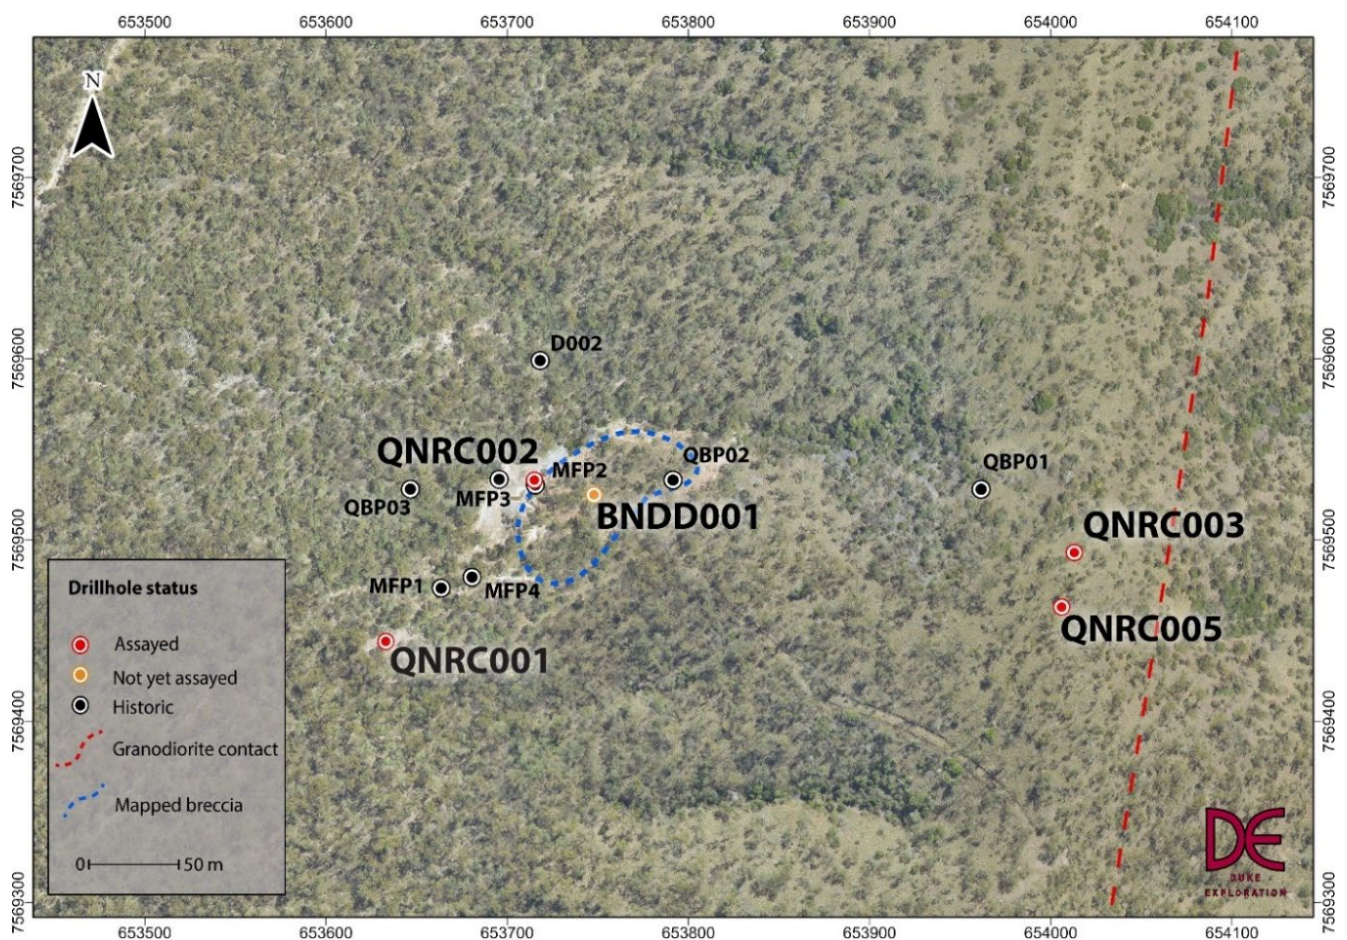 653500 653600 653700 653800 653900 654000 654100
N
7569700 7569700
7569600 7569600
D002
QNRC002
MFP2
QBP02
QBP01
MFP3
QBP03
BNDD001
QNRC003
7569500 7569500
MFP1
MFP4
QNRC005
QNRC001
Drillhole status
Assayed
Not yet assayed
Historic
7569400 7569400
Granodiorite contact
Mapped breccia
0 50 m
DE
DUKE
EXPLORATION
7569300 7569300
653500 653600 653700 653800 653900 654000 654100